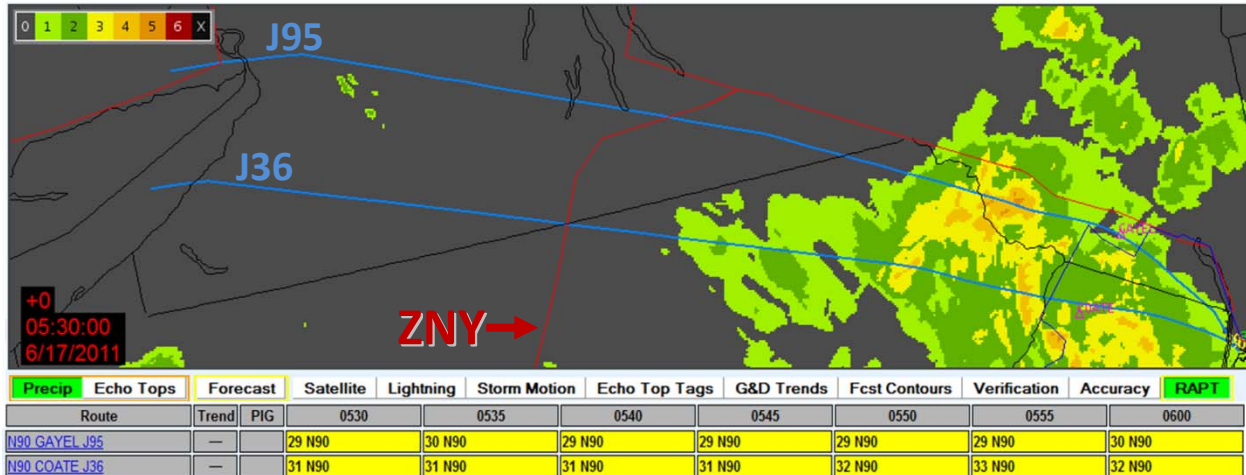 0 1 2 3 4 5 6 X
J95
J36
GAYEL
+0
05:30:00
6/17/2011
ZNY
Precip Echo Tops Forecast Satellite Lightning Storm Motion Echo Top Tags G&D Trends Fcst Contours Verification Accuracy RAPT
Route Trend PIG 0530 0535 0540 0545 0550 0555 0600
N90 GAYEL J95 — 29 N90 30 N90 29 N90 29 N90 29 N90 29 N90 30 N90
N90 COATE J36 — 31 N90 31 N90 31 N90 31 N90 32 N90 33 N90 32 N90